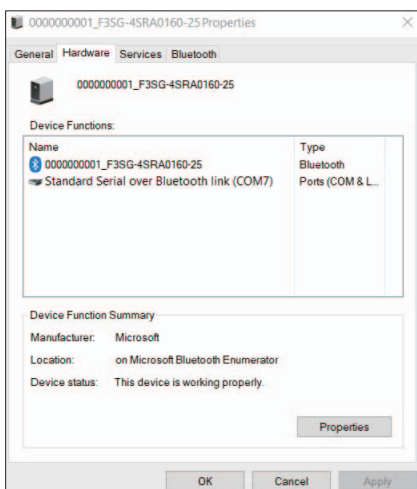 0000000001_F3SG-4SRA0160-25 Properties
General Hardware Services Bluetooth
0000000001_F3SG-4SRA0160-25
Device Functions:
Name Type
0000000001_F3SG-4SRA0160-25 Bluetooth
Standard Serial over Bluetooth link (COM7) Ports (COM & L...
Device Function Summary
Manufacturer: Microsoft
Location: on Microsoft Bluetooth Enumerator
Device status: This device is working properly.
Properties
OK Cancel Apply